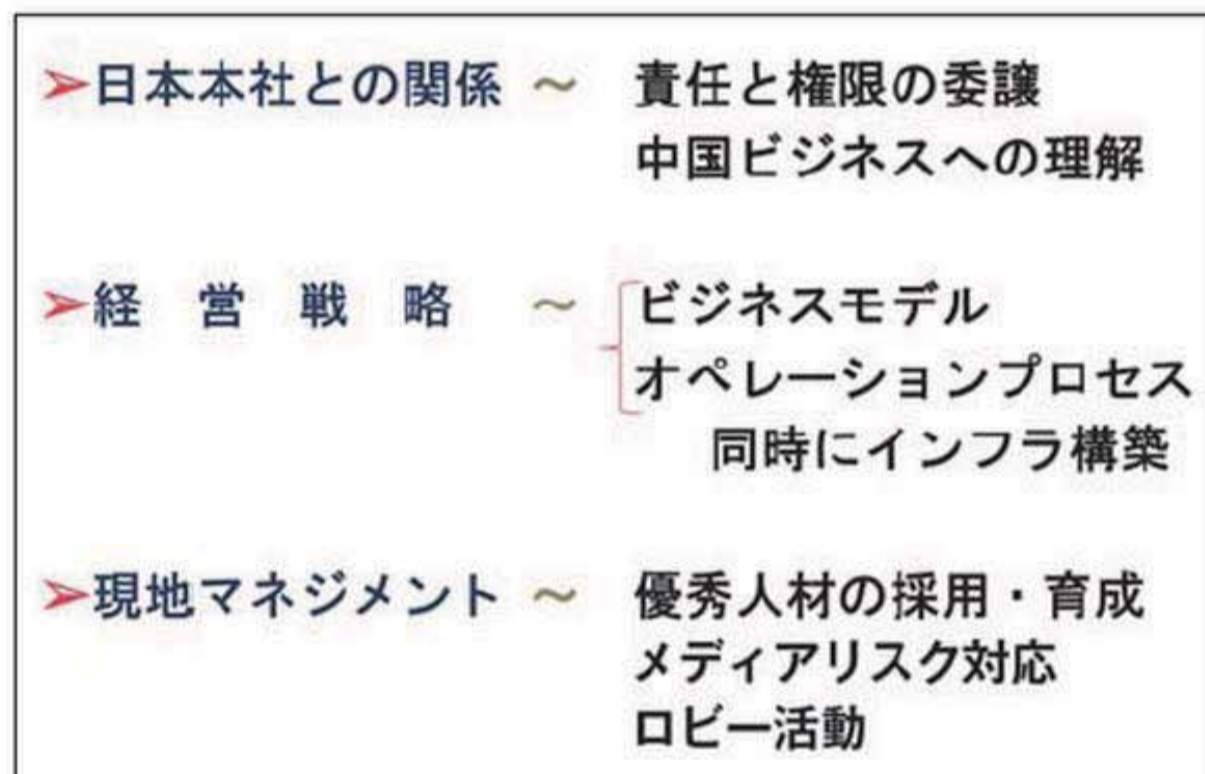 ➢日本本社との関係 ～ 責任と権限の委譲
中国ビジネスへの理解
➢経営戦略 ～ ビジネスモデル
オペレーションプロセス
同時にインフラ構築
➢現地マネジメント ～ 優秀人材の採用・育成
メディアリスク対応
ロビー活動